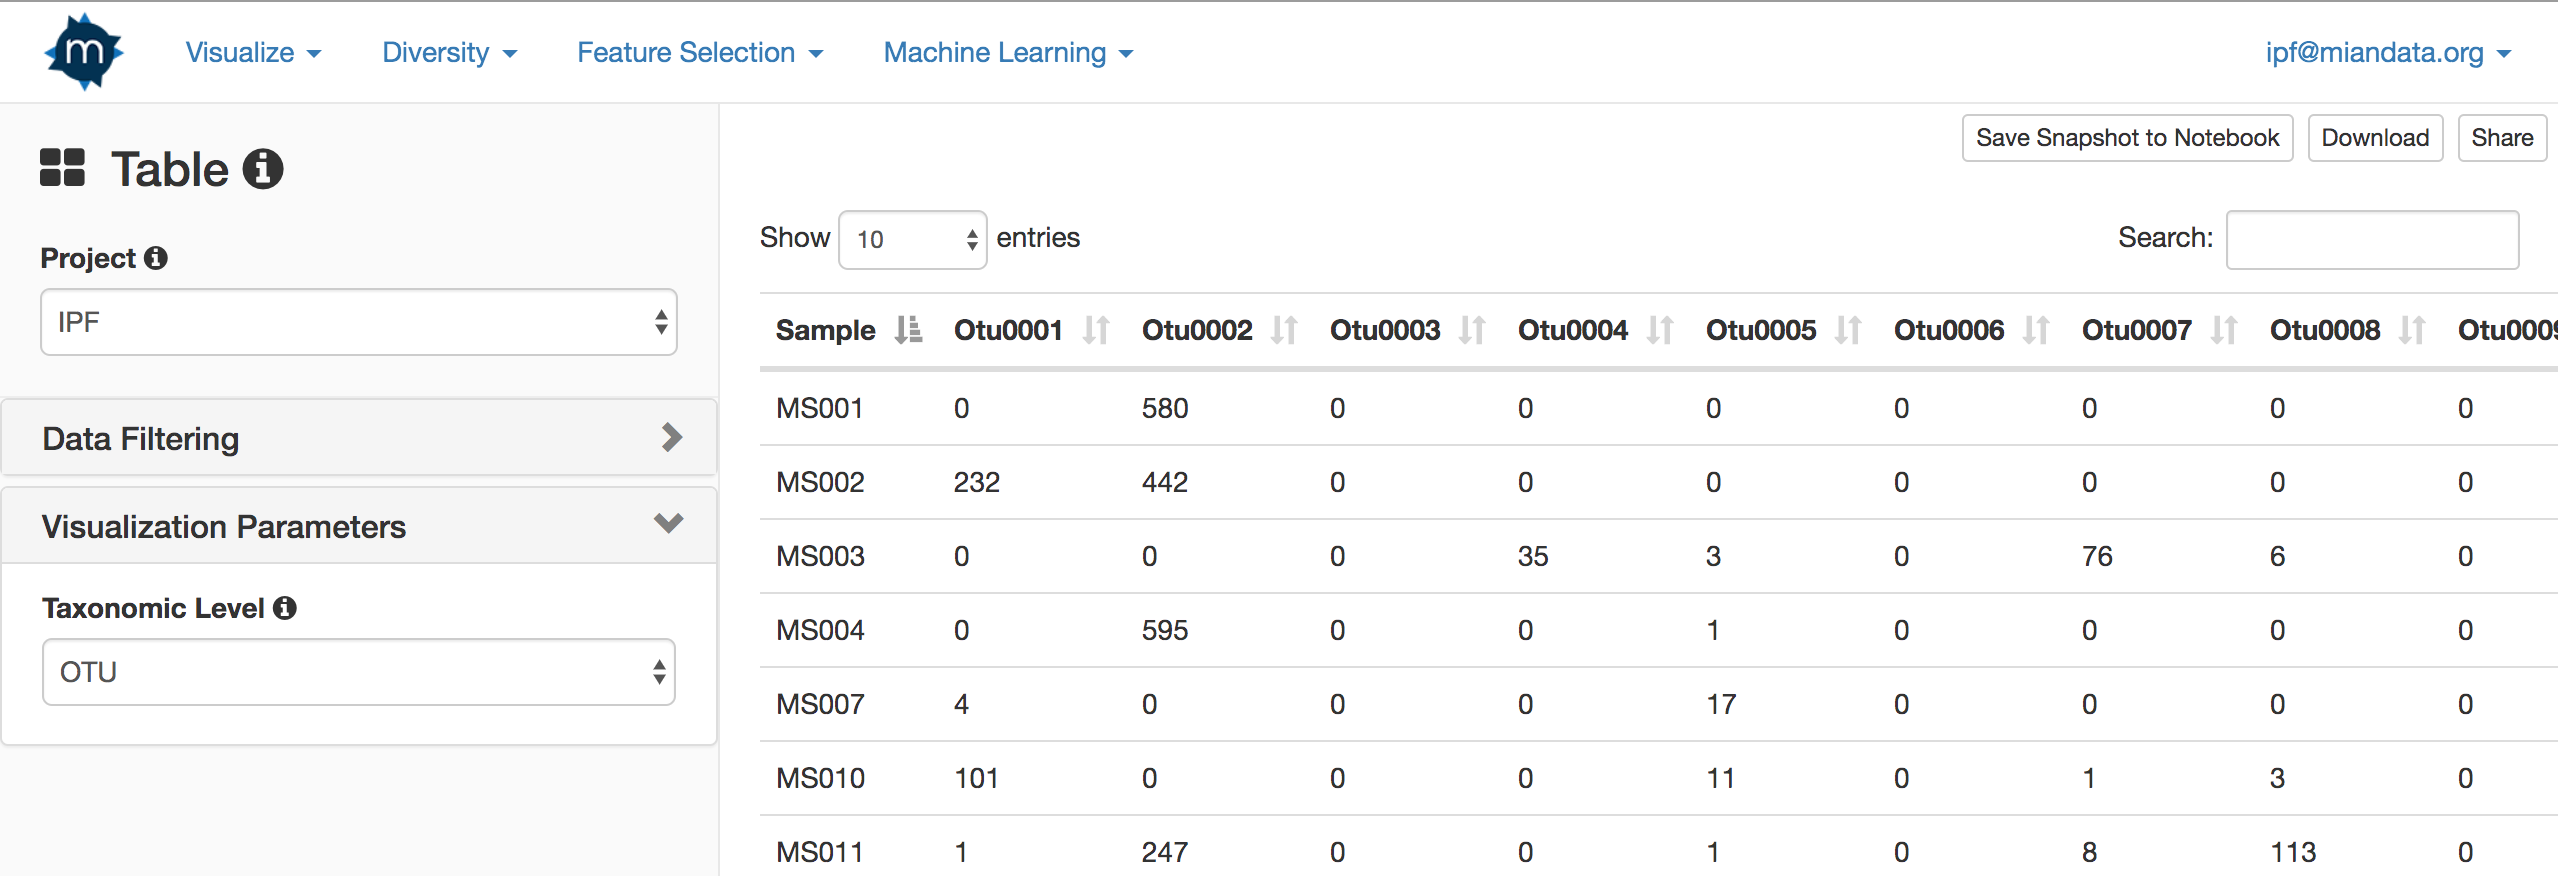 m Visualize Diversity Feature Selection Machine Learning ipf@miandata.org
Save Snapshot to Notebook Download Share
Table
Project
IPF
Data Filtering
Visualization Parameters
Taxonomic Level
OTU
Show 10 entries Search:
Sample Otu0001 Otu0002 Otu0003 Otu0004 Otu0005 Otu0006 Otu0007 Otu0008 Otu0009
MS001 0 580 0 0 0 0 0 0 0
MS002 232 442 0 0 0 0 0 0 0
MS003 0 0 0 35 3 0 76 6 0
MS004 0 595 0 0 1 0 0 0 0
MS007 4 0 0 0 17 0 0 0 0
MS010 101 0 0 0 11 0 1 3 0
MS011 1 247 0 0 1 0 8 113 0